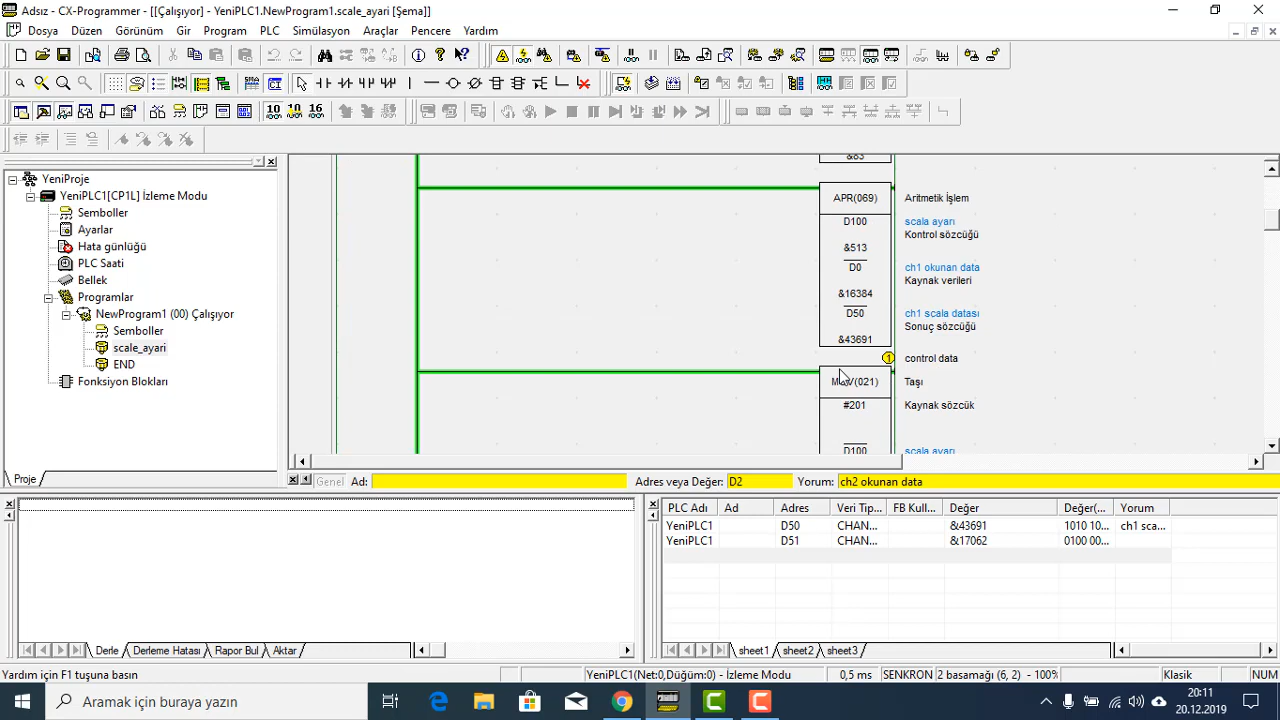 Adsız - CX-Programmer - [[Çalışıyor] - YeniPLC1.NewProgram1.scale_ayari [Şema]]
Dosya Düzen Görünüm Gir Program PLC Simülasyon Araçlar Pencere Yardım
10 10 16
YeniProje
YeniPLC1[CP1L] İzleme Modu
Semboller
Ayarlar
Hata günlüğü
PLC Saati
Bellek
Programlar
NewProgram1 (00) Çalışıyor
Semboller
scale_ayari
END
Fonksiyon Blokları
Proje
&83
APR(069) Aritmetik İşlem
D100 scala ayarı
Kontrol sözcüğü
&513
D0 ch1 okunan data
Kaynak verileri
&16384
D50 ch1 scala datası
Sonuç sözcüğü
&43691
1 control data
MOV(021) Taşı
#201 Kaynak sözcük
D100 scala ayarı
Genel Ad: Adres veya Değer: D2 Yorum: ch2 okunan data
PLC Adı Ad Adres Veri Tip... FB Kull... Değer Değer(... Yorum
YeniPLC1 D50 CHAN... &43691 1010 10... ch1 sca...
YeniPLC1 D51 CHAN... &17062 0100 00...
Derle Derleme Hatası Rapor Bul Aktar
sheet1 sheet2 sheet3
Yardım için F1 tuşuna basın YeniPLC1(Net:0,Düğüm:0) - İzleme Modu 0,5 ms SENKRON 2 basamağı (6, 2) - 100% Klasik NUM
Aramak için buraya yazın
20:11
20.12.2019